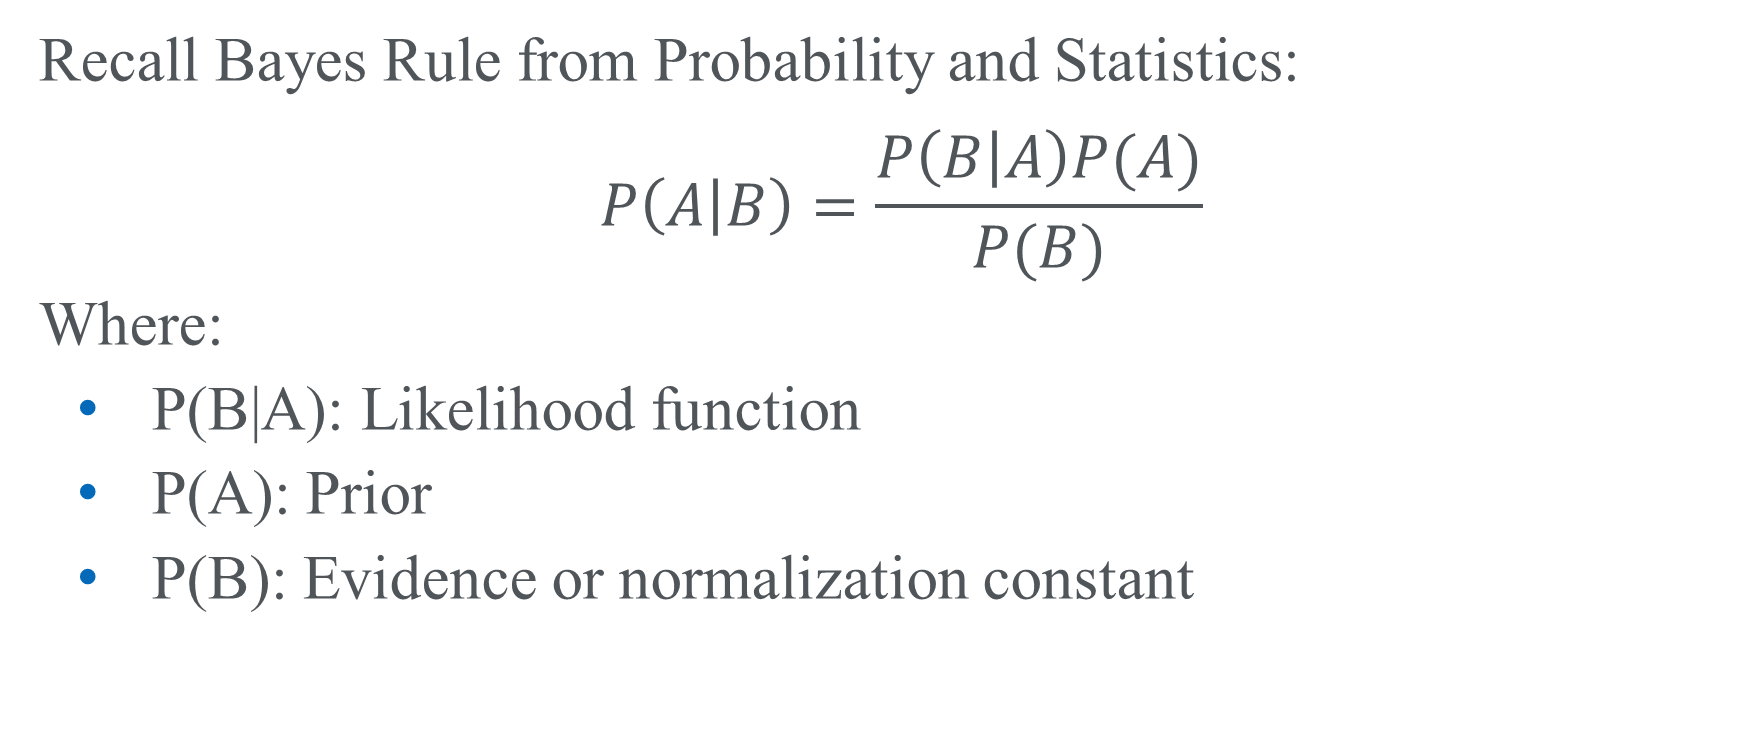 Recall Bayes Rule from Probability and Statistics:
P(A|B) = P(B|A)P(A) / P(B)
Where:
• P(B|A): Likelihood function
• P(A): Prior
• P(B): Evidence or normalization constant